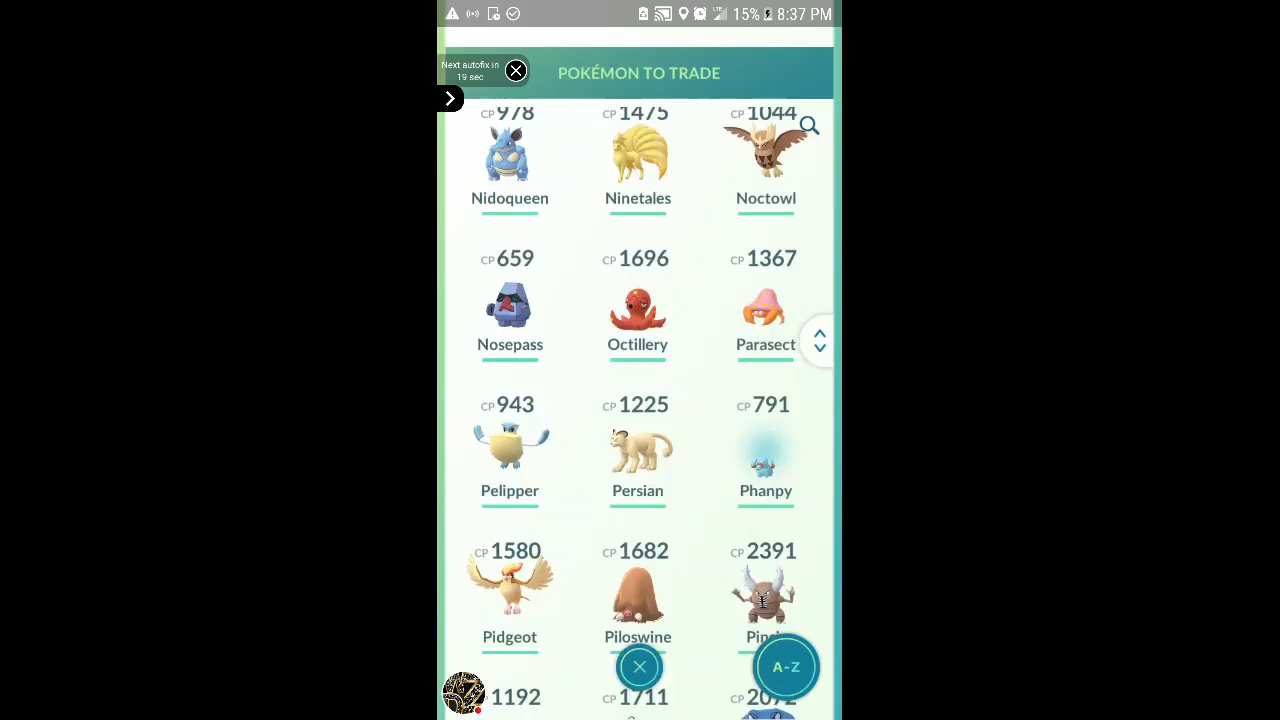 15% 8:37 PM
Next autofix in
19 sec
POKÉMON TO TRADE
CP 978 CP 1475 CP 1044
Nidoqueen Ninetales Noctowl
CP 659 CP 1696 CP 1367
Nosepass Octillery Parasect
CP 943 CP 1225 CP 791
Pelipper Persian Phanpy
CP 1580 CP 1682 CP 2391
Pidgeot Piloswine
A-Z
1192 CP 1711 CP 2072